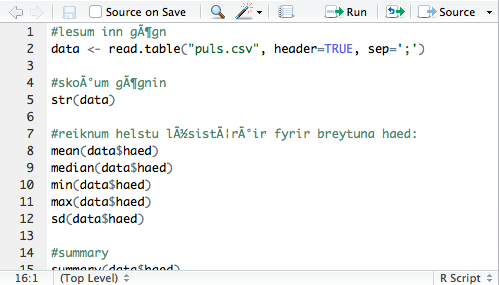 Source on Save Run Source
1 #lesum inn gÃ¶gn
2 data <- read.table("puls.csv", header=TRUE, sep=';')
3
4 #skoÃ°um gÃ¶gnin
5 str(data)
6
7 #reiknum helstu lÃ½sistÃ¦rÃ°ir fyrir breytuna haed:
8 mean(data$haed)
9 median(data$haed)
10 min(data$haed)
11 max(data$haed)
12 sd(data$haed)
13
14 #summary
15 summary(data$haed)
16:1 (Top Level) R Script